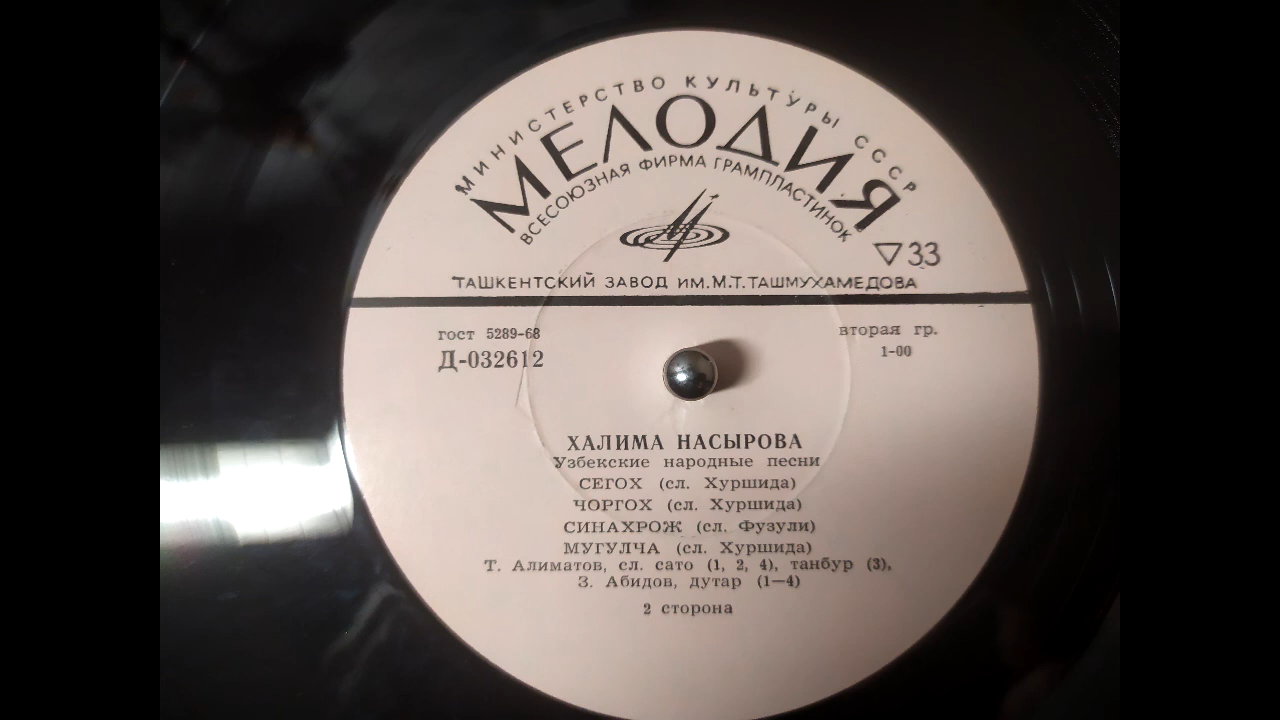 МИНИСТЕРСТВО КУЛЬТУРЫ СССР
МЕЛОДИЯ
ВСЕСОЮЗНАЯ ФИРМА ГРАМПЛАСТИНОК
▽33
ТАШКЕНТСКИЙ ЗАВОД ИМ.М.Т.ТАШМУХАМЕДОВА
гост 5289-68
вторая гр.
Д-032612
1-00
ХАЛИМА НАСЫРОВА
Узбекские народные песни
СЕГОХ (сл. Хуршида)
ЧОРГОХ (сл. Хуршида)
СИНАХРОЖ (сл. Фузули)
МУГУЛЧА (сл. Хуршида)
Т. Алиматов, сл. сато (1, 2, 4), танбур (3),
З. Абидов, дутар (1—4)
2 сторона